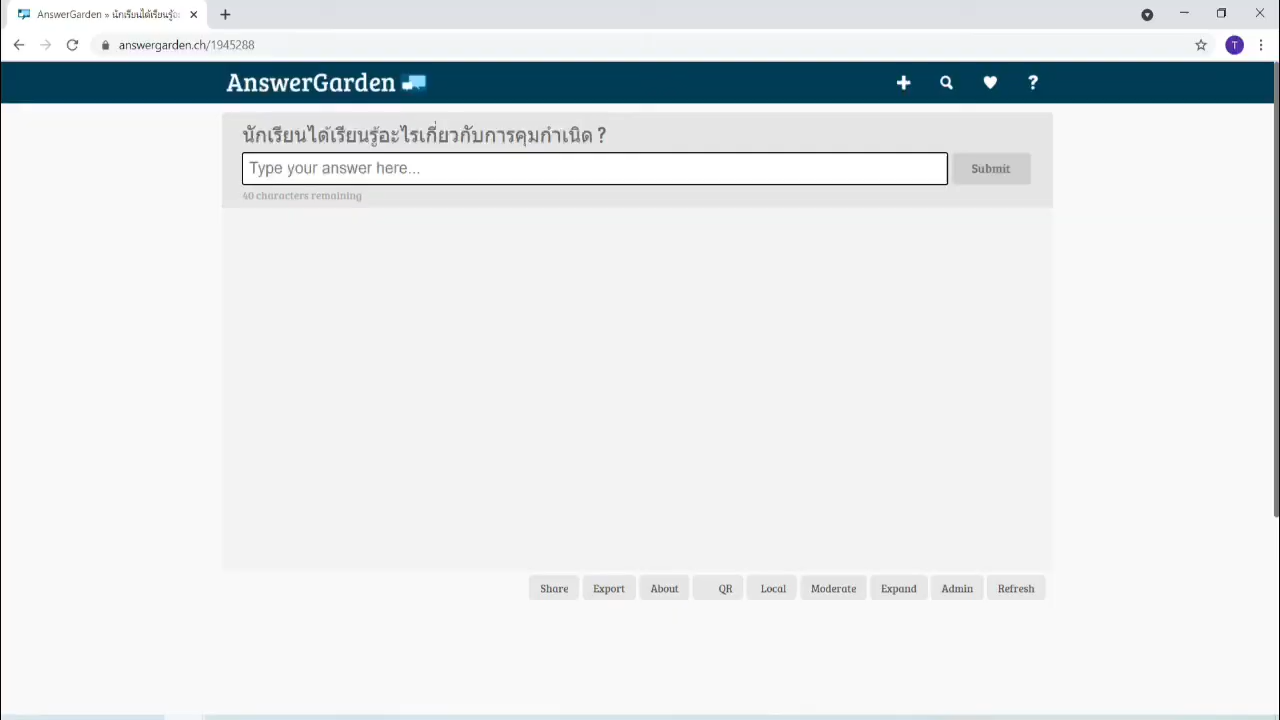 AnswerGarden » นักเรียนได้เรียนรู้อะ
answergarden.ch/1945288
T
AnswerGarden
นักเรียนได้เรียนรู้อะไรเกี่ยวกับการคุมกำเนิด ?
Type your answer here...
Submit
40 characters remaining
Share
Export
About
QR
Local
Moderate
Expand
Admin
Refresh